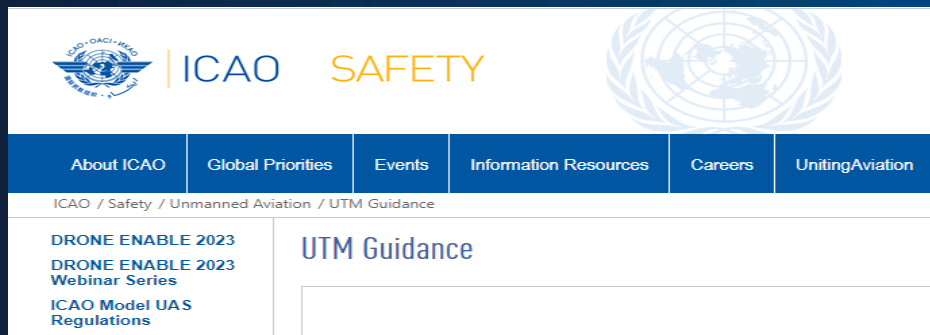 ICAO · OACI · ИКАО
ICAO SAFETY
About ICAO Global Priorities Events Information Resources Careers UnitingAviation
ICAO / Safety / Unmanned Aviation / UTM Guidance
DRONE ENABLE 2023
DRONE ENABLE 2023
Webinar Series
ICAO Model UAS
Regulations
UTM Guidance